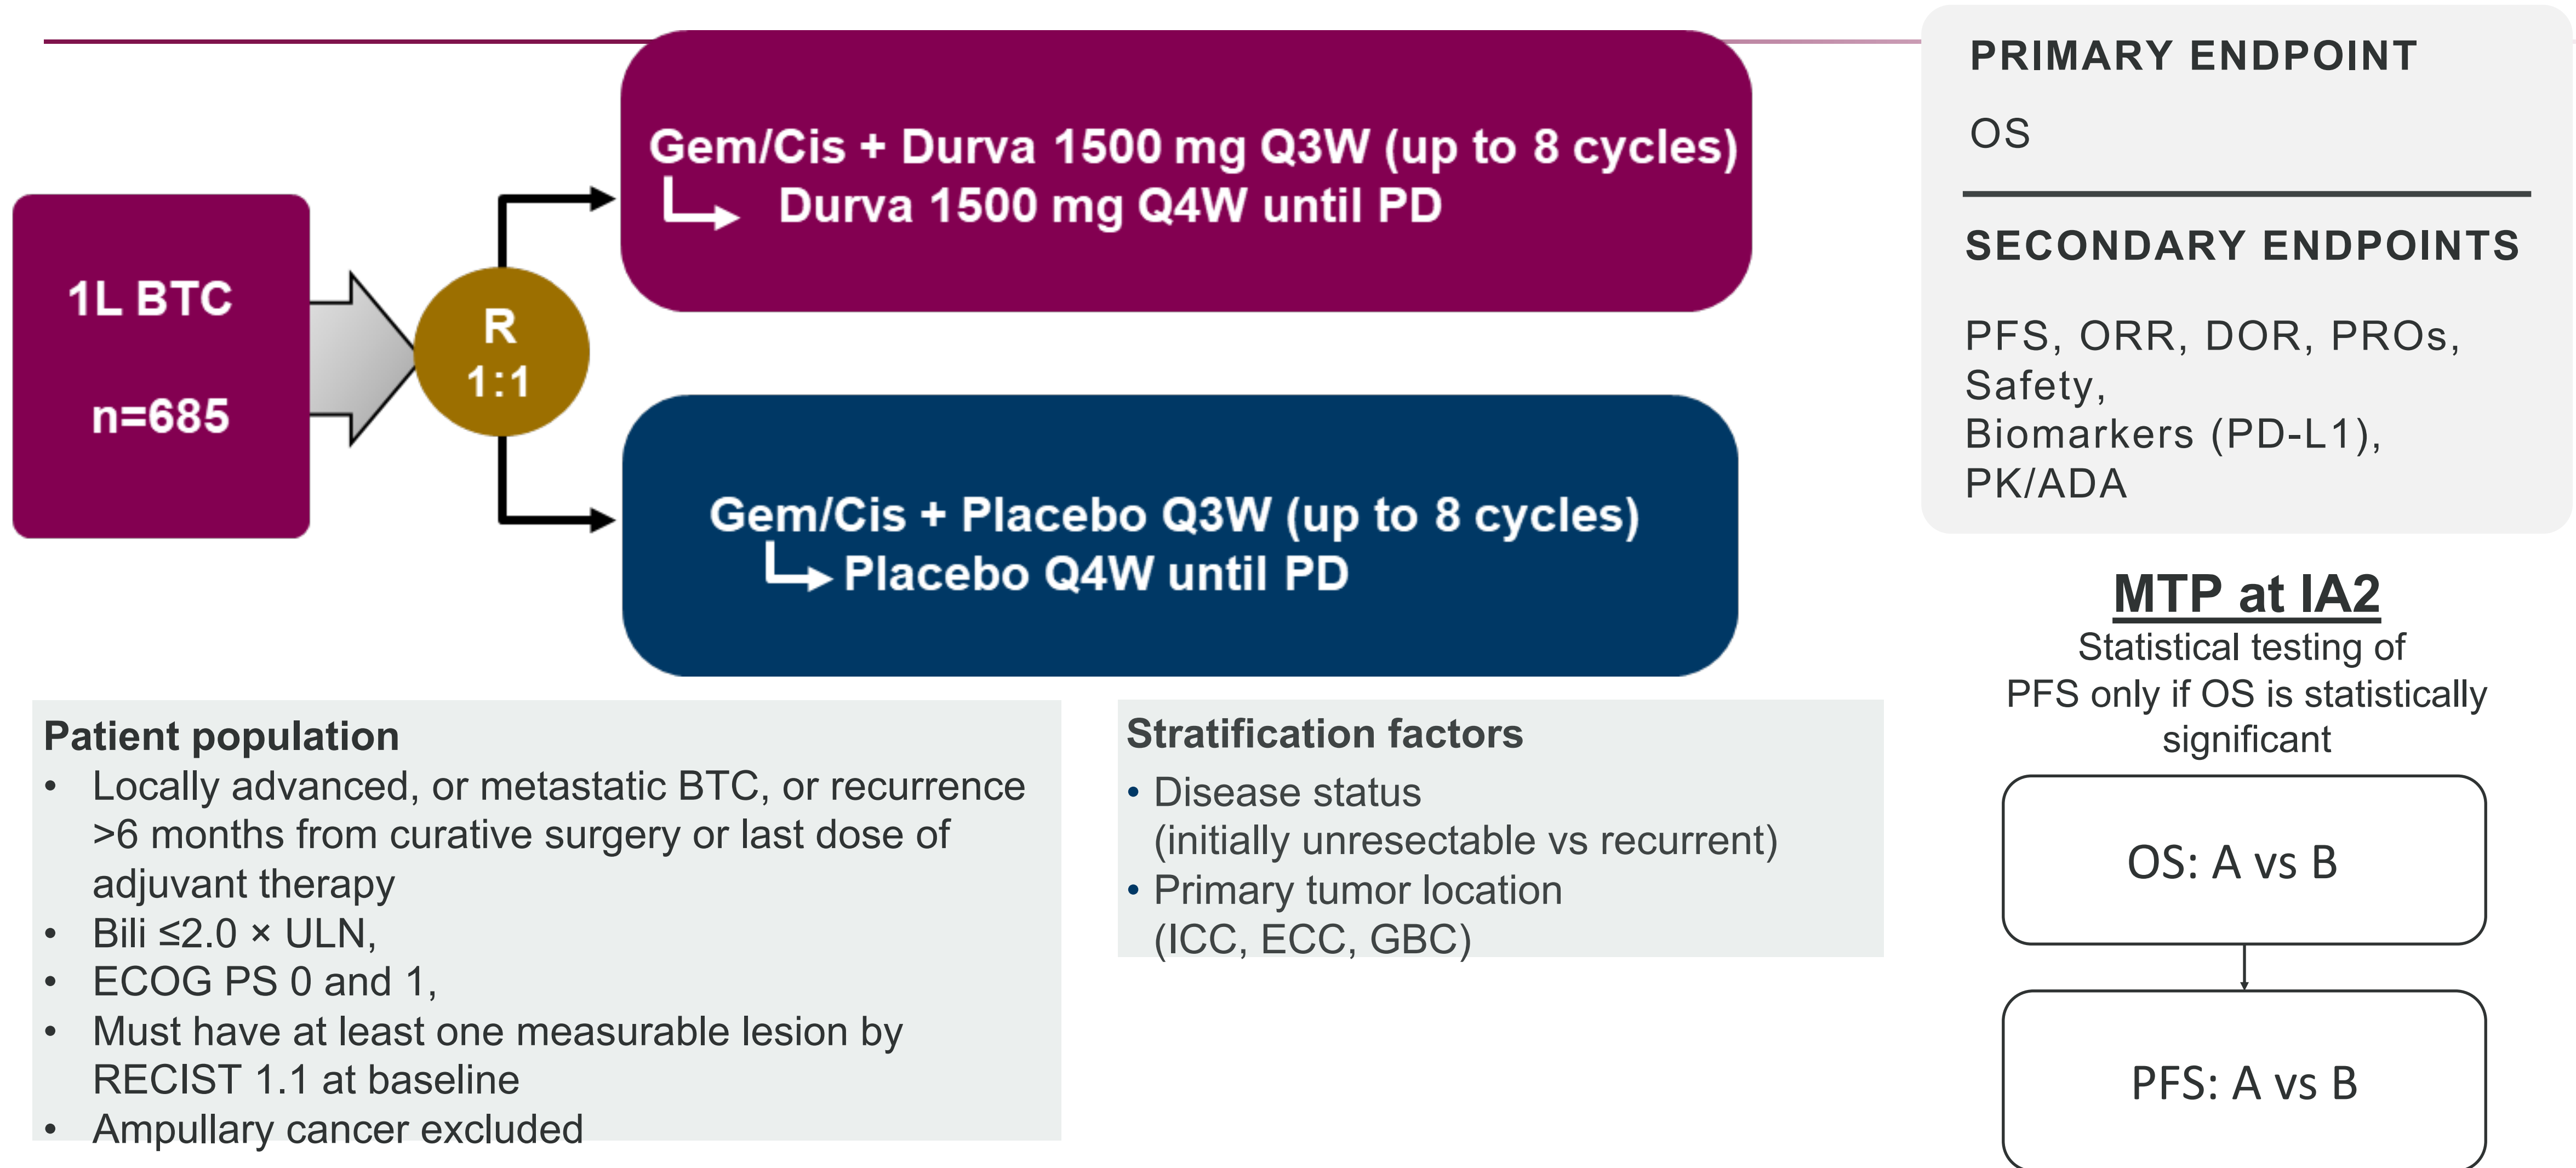 1L BTC
n=685
R
1:1
Gem/Cis + Durva 1500 mg Q3W (up to 8 cycles)
Durva 1500 mg Q4W until PD
Gem/Cis + Placebo Q3W (up to 8 cycles)
Placebo Q4W until PD
PRIMARY ENDPOINT
OS
SECONDARY ENDPOINTS
PFS, ORR, DOR, PROs,
Safety,
Biomarkers (PD-L1),
PK/ADA
Patient population
• Locally advanced, or metastatic BTC, or recurrence
>6 months from curative surgery or last dose of
adjuvant therapy
• Bili ≤2.0 × ULN,
• ECOG PS 0 and 1,
• Must have at least one measurable lesion by
RECIST 1.1 at baseline
• Ampullary cancer excluded
Stratification factors
• Disease status
(initially unresectable vs recurrent)
• Primary tumor location
(ICC, ECC, GBC)
MTP at IA2
Statistical testing of
PFS only if OS is statistically
significant
OS: A vs B
PFS: A vs B